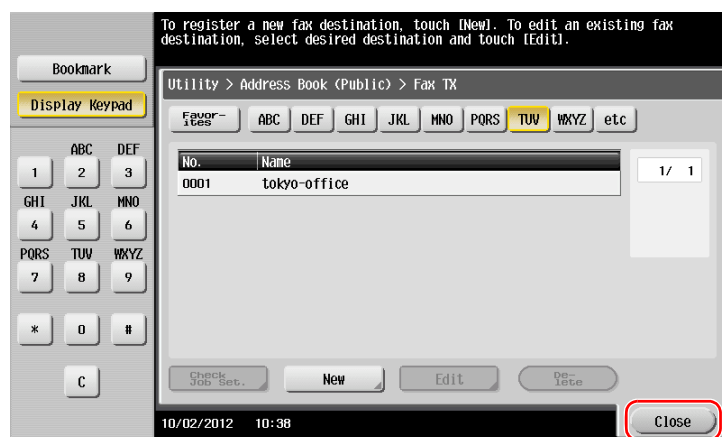 To register a new fax destination, touch [New]. To edit an existing fax
destination, select desired destination and touch [Edit].
Bookmark
Display Keypad
Utility > Address Book (Public) > Fax TX
Favor-
ites
ABC DEF GHI JKL MNO PQRS TUV WXYZ etc
ABC DEF
1 2 3
GHI JKL MNO
4 5 6
PQRS TUV WXYZ
7 8 9
* 0 #
C
No. Name
0001 tokyo-office
1/ 1
Check
Job Set.
New
Edit
De-
lete
10/02/2012 10:38
Close